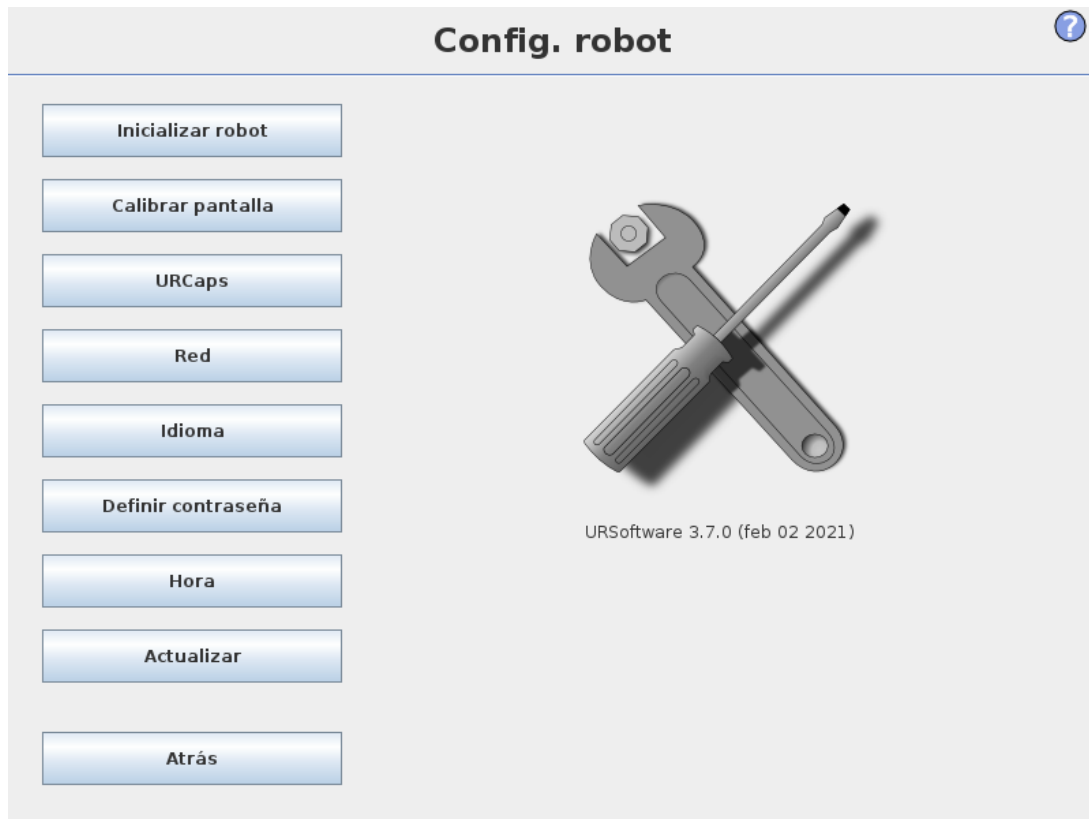 Config. robot
?
Inicializar robot
Calibrar pantalla
URCaps
Red
Idioma
Definir contraseña
Hora
Actualizar
Atrás
URSoftware 3.7.0 (feb 02 2021)